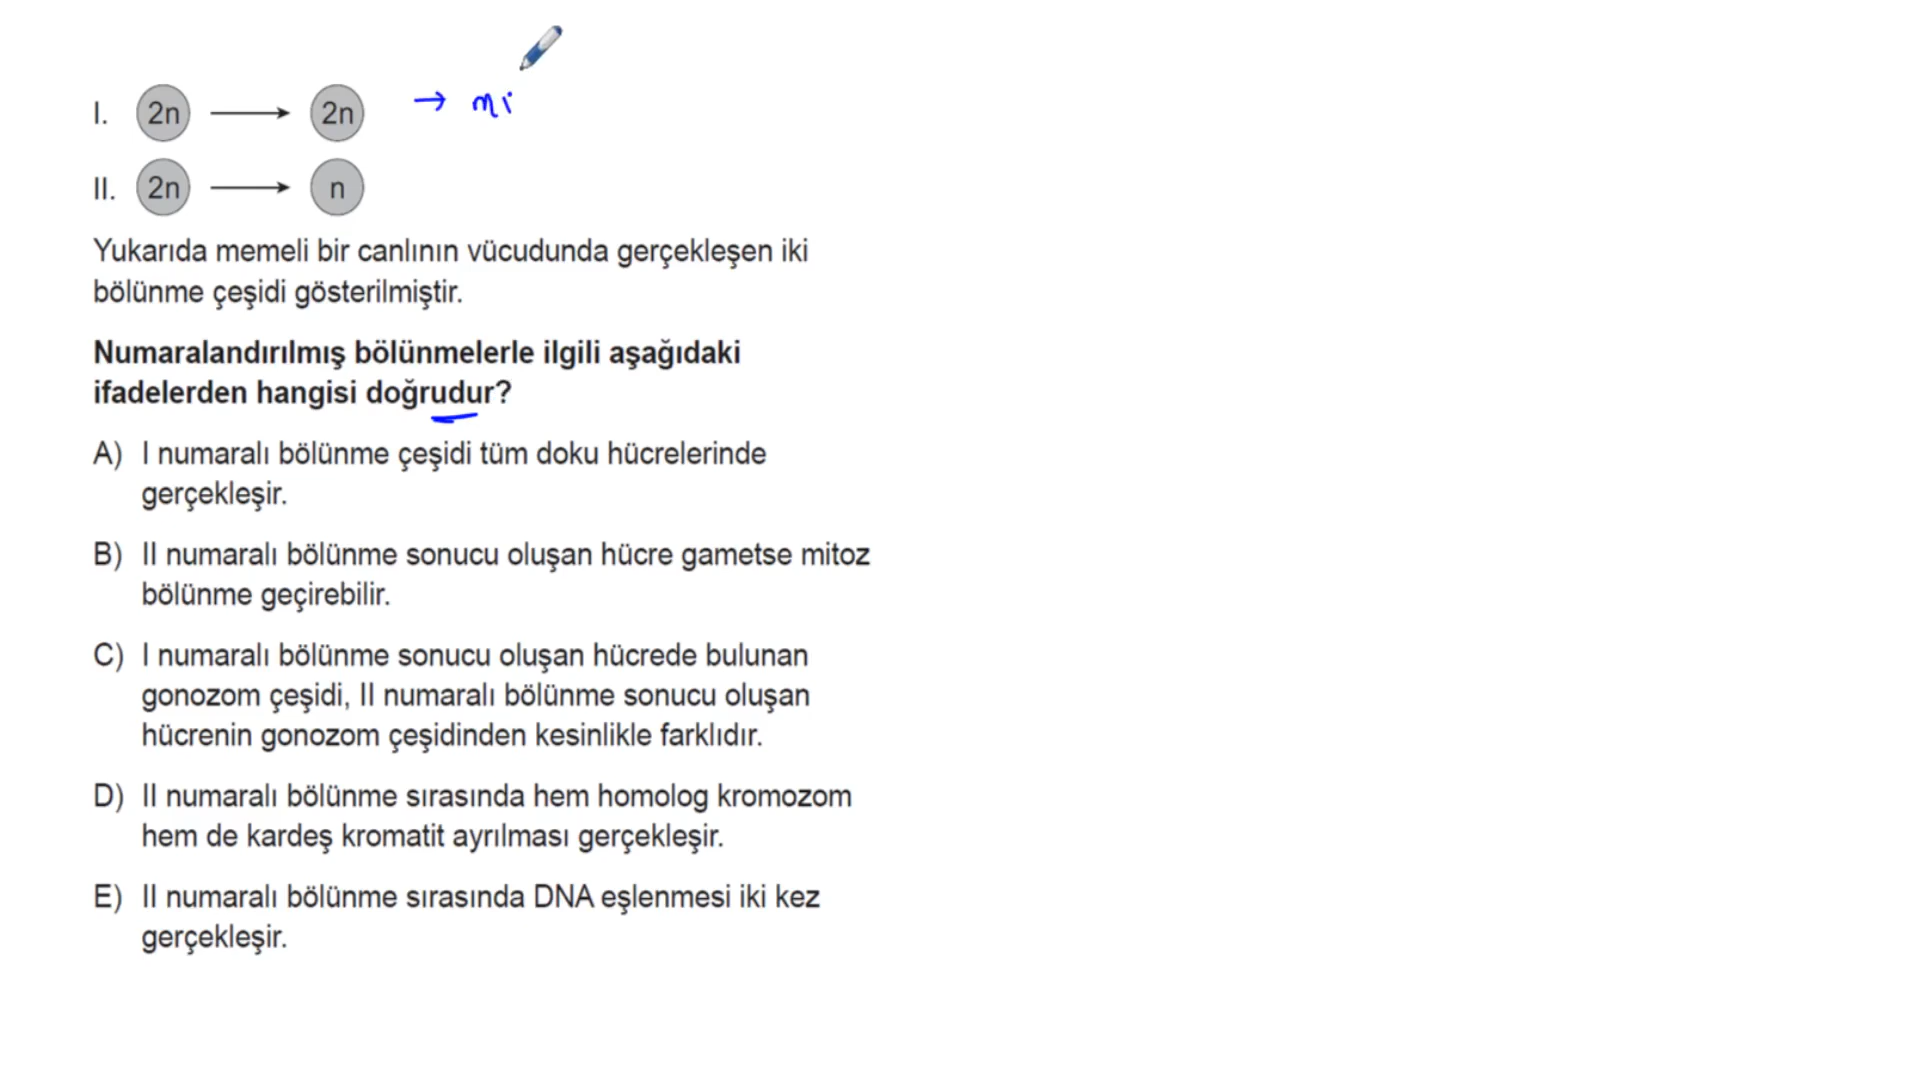 I. 2n → 2n → mi
II. 2n → n
Yukarıda memeli bir canlının vücudunda gerçekleşen iki
bölünme çeşidi gösterilmiştir.
Numaralandırılmış bölünmelerle ilgili aşağıdaki
ifadelerden hangisi doğrudur?
A) I numaralı bölünme çeşidi tüm doku hücrelerinde
gerçekleşir.
B) II numaralı bölünme sonucu oluşan hücre gametse mitoz
bölünme geçirebilir.
C) I numaralı bölünme sonucu oluşan hücrede bulunan
gonozom çeşidi, II numaralı bölünme sonucu oluşan
hücrenin gonozom çeşidinden kesinlikle farklıdır.
D) II numaralı bölünme sırasında hem homolog kromozom
hem de kardeş kromatit ayrılması gerçekleşir.
E) II numaralı bölünme sırasında DNA eşlenmesi iki kez
gerçekleşir.